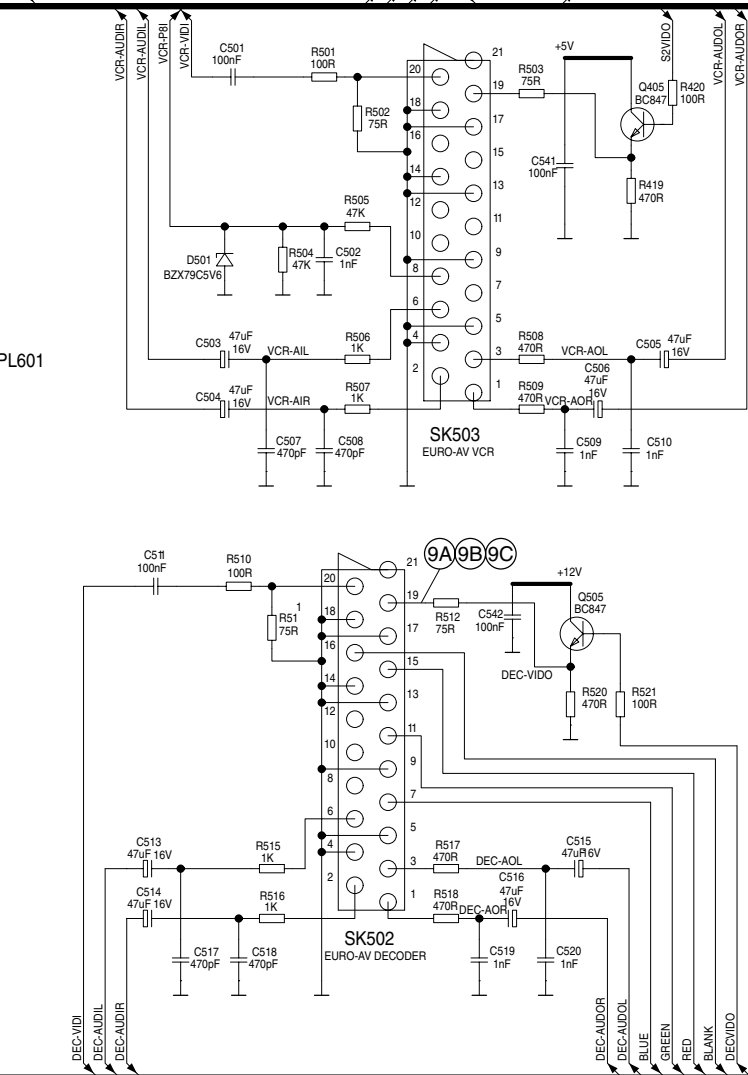 VCR-AUDIR
VCR-AUDIL
VCR-P8I
VCR-VIDI
S2VIDO
VCR-AUDOL
VCR-AUDOR
C501
100nF
R501
100R
R502
75R
21
20
19
18
17
16
15
14
13
12
11
10
9
8
7
6
5
4
3
2
1
R503
75R
+5V
C541
100nF
Q405
BC847
R420
100R
R419
470R
R505
47K
D501
BZX79C5V6
R504
47K
C502
1nF
PL601
C503
47uF
16V
VCR-AIL
R506
1K
C504
47uF
16V
VCR-AIR
R507
1K
C507
470pF
C508
470pF
R508
470R
VCR-AOL
C505
47uF
16V
C506
47uF
16V
R509
470R
VCR-AOR
C509
1nF
C510
1nF
SK503
EURO-AV VCR
C511
100nF
R510
100R
R51
1
75R
21
20
19
18
17
16
15
14
13
12
11
10
9
8
7
6
5
4
3
2
1
9A 9B 9C
R512
75R
C542
100nF
+12V
Q505
BC847
DEC-VIDO
R520
470R
R521
100R
C513
47uF 16V
R515
1K
C514
47uF 16V
R516
1K
C517
470pF
C518
470pF
R517
470R
DEC-AOL
C515
47uF16V
C516
47uF
16V
R518
470R
DEC-AOR
C519
1nF
C520
1nF
SK502
EURO-AV DECODER
DEC-VIDI
DEC-AUDIL
DEC-AUDIR
DEC-AUDOR
DEC-AUDOL
BLUE
GREEN
RED
BLANK
DECVIDO